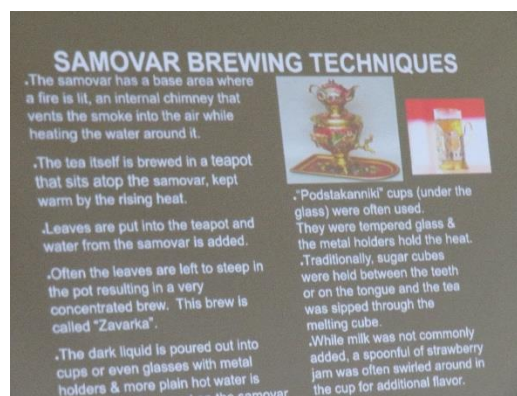 SAMOVAR BREWING TECHNIQUES
.The samovar has a base area where
a fire is lit, an internal chimney that
vents the smoke into the air while
heating the water around it.
.The tea itself is brewed in a teapot
that sits atop the samovar, kept
warm by the rising heat.
.Leaves are put into the teapot and
water from the samovar is added.
.Often the leaves are left to steep in
the pot resulting in a very
concentrated brew. This brew is
called "Zavarka".
.The dark liquid is poured out into
cups or even glasses with metal
holders & more plain hot water is
the samovar
."Podstakanniki" cups (under the
glass) were often used.
They were tempered glass &
the metal holders hold the heat.
.Traditionally, sugar cubes
were held between the teeth
or on the tongue and the tea
was sipped through the
melting cube.
.While milk was not commonly
added, a spoonful of strawberry
jam was often swirled around in
the cup for additional flavor.